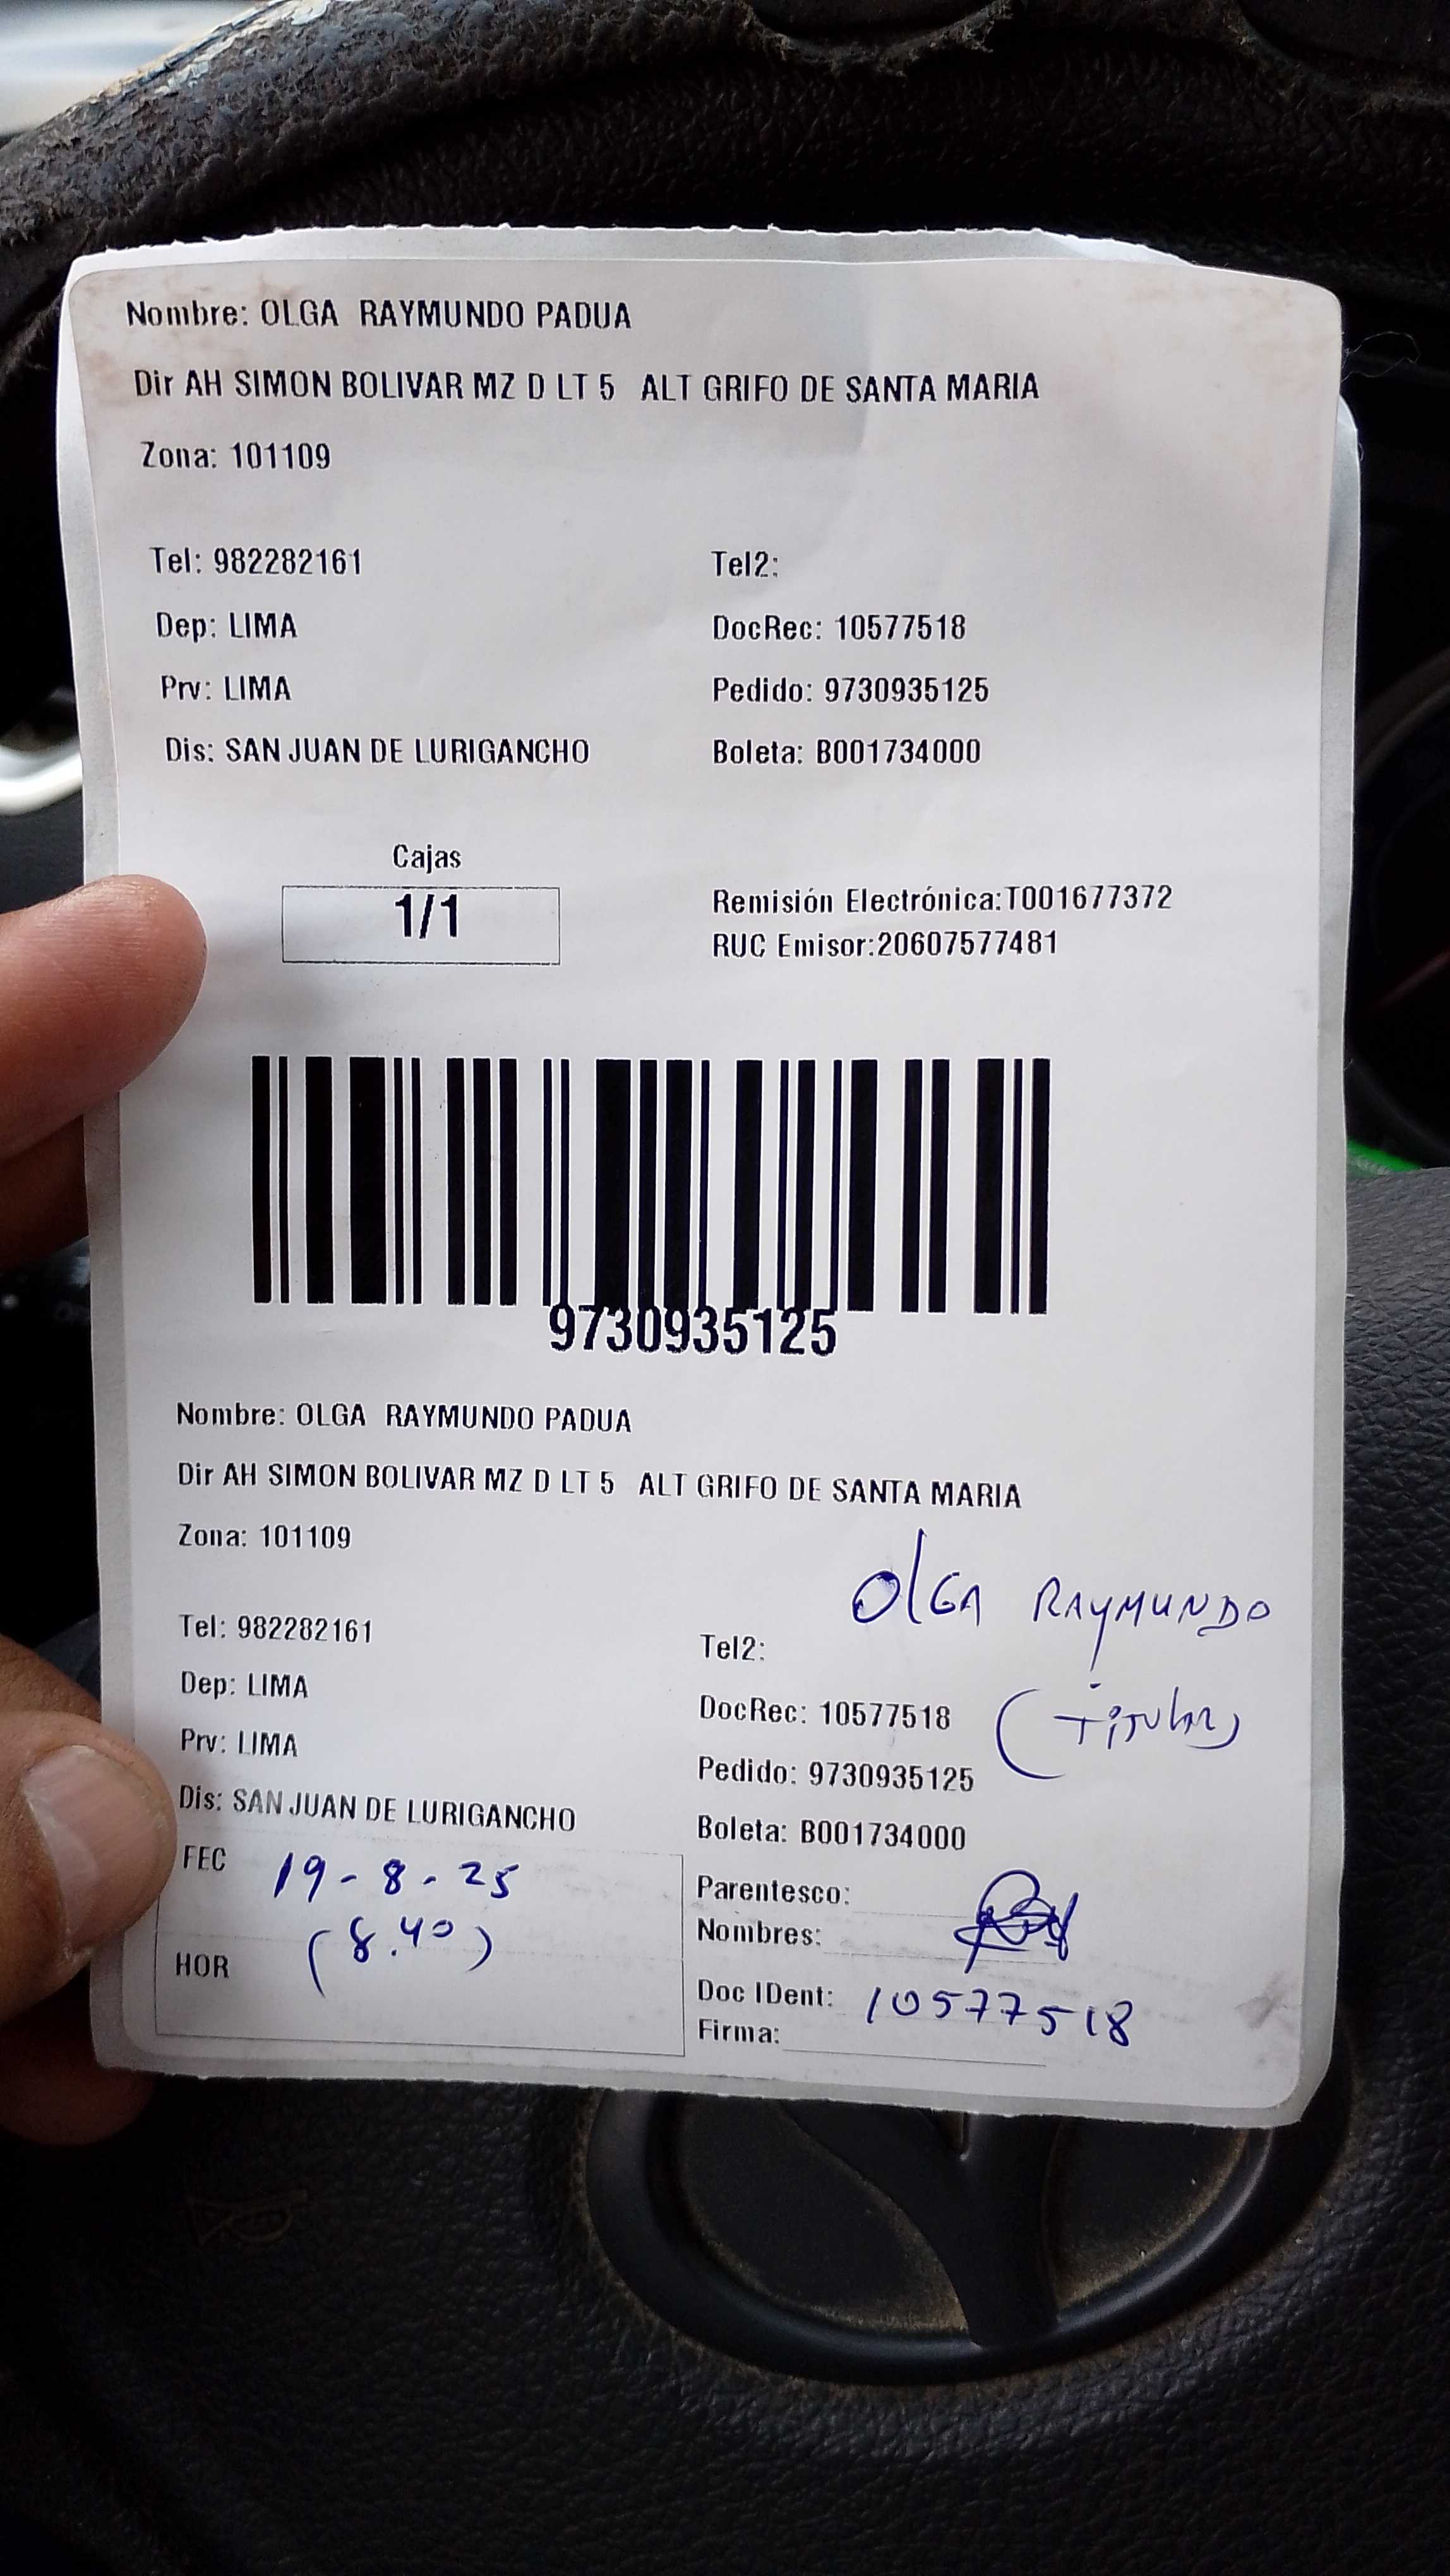 Nombre: OLGA RAYMUNDO PADUA
Dir AH SIMON BOLIVAR MZ D LT 5 ALT GRIFO DE SANTA MARIA
Zona: 101109
Tel: 982282161 Tel2:
Dep: LIMA DocRec: 10577518
Prv: LIMA Pedido: 9730935125
Dis: SAN JUAN DE LURIGANCHO Boleta: B001734000
Cajas
1/1
Remisión Electrónica:T001677372
RUC Emisor:20607577481
9730935125
Nombre: OLGA RAYMUNDO PADUA
Dir AH SIMON BOLIVAR MZ D LT 5 ALT GRIFO DE SANTA MARIA
Zona: 101109
OLGA RAYMUNDO
Tel: 982282161 Tel2:
Dep: LIMA DocRec: 10577518 (Titular)
Prv: LIMA Pedido: 9730935125
Dis: SAN JUAN DE LURIGANCHO Boleta: B001734000
FEC 19-8-25 Parentesco:
(8.40) Nombres:
HOR Doc IDent: 10577518
Firma: